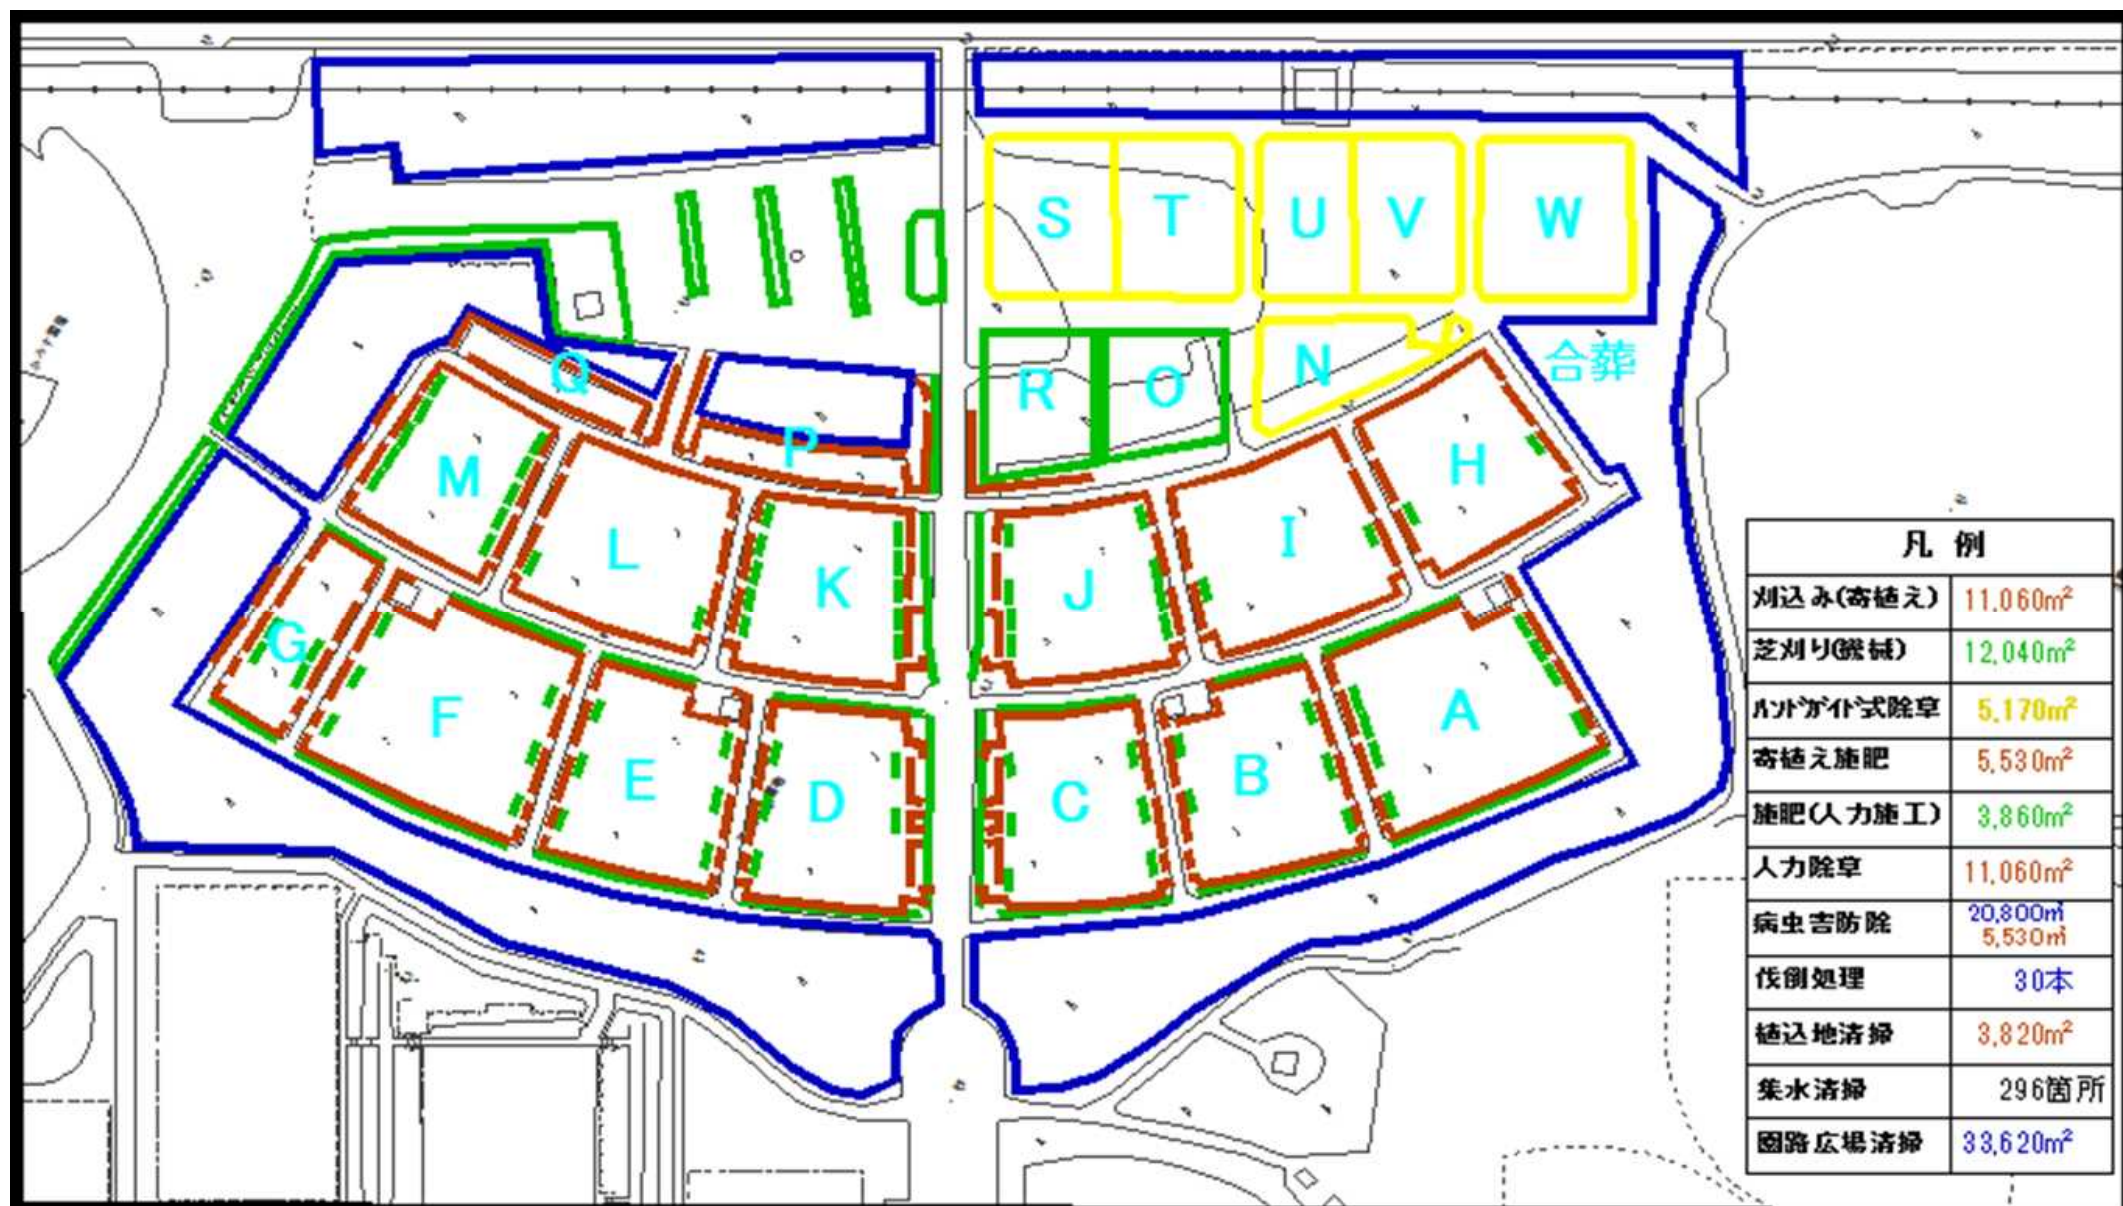 S T U V W
Q
P
R O N 合葬
M L K J I H
G F E D C B A
凡 例
刈込み(寄植え) 11,060m²
芝刈り(機械) 12,040m²
ﾊﾝﾄﾞｶﾞｲﾄﾞ式除草 5,170m²
寄植え施肥 5,530m²
施肥(人力施工) 3,860m²
人力除草 11,060m²
病虫害防除 20,800㎡
5,530㎡
伐倒処理 30本
植込地清掃 3,820m²
集水清掃 296箇所
園路広場清掃 33,620m²